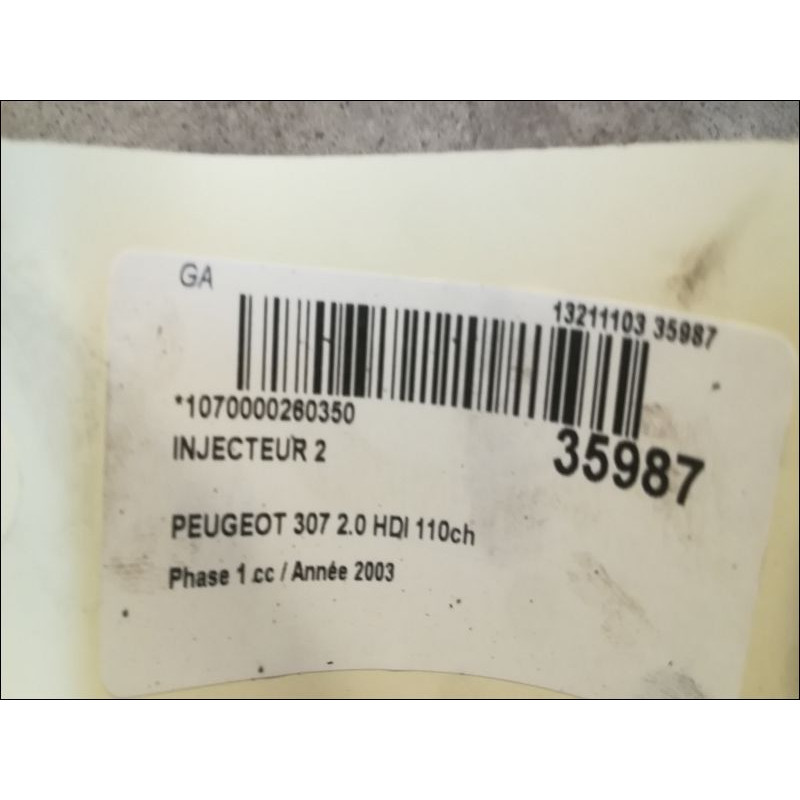 GA
13211103 35987
*1070000260350
35987
INJECTEUR 2
PEUGEOT 307 2.0 HDI 110ch
Phase 1 cc / Année 2003